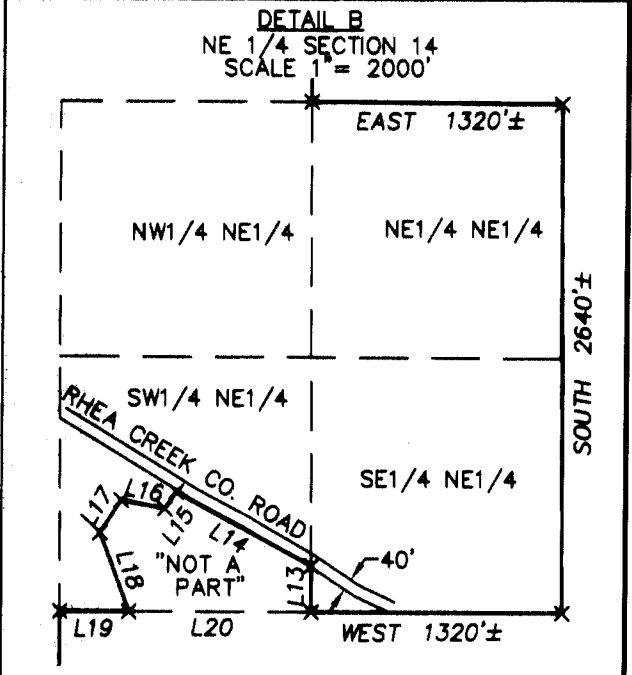 DETAIL B
NE 1/4 SECTION 14
SCALE 1"= 2000'
EAST 1320'±
NW1/4 NE1/4
NE1/4 NE1/4
SOUTH 2640'±
SW1/4 NE1/4
RHEA CREEK CO. ROAD
SE1/4 NE1/4
L16
L17
L15
L14
"NOT A
PART"
L18
L13
40'
L19
L20
WEST 1320'±